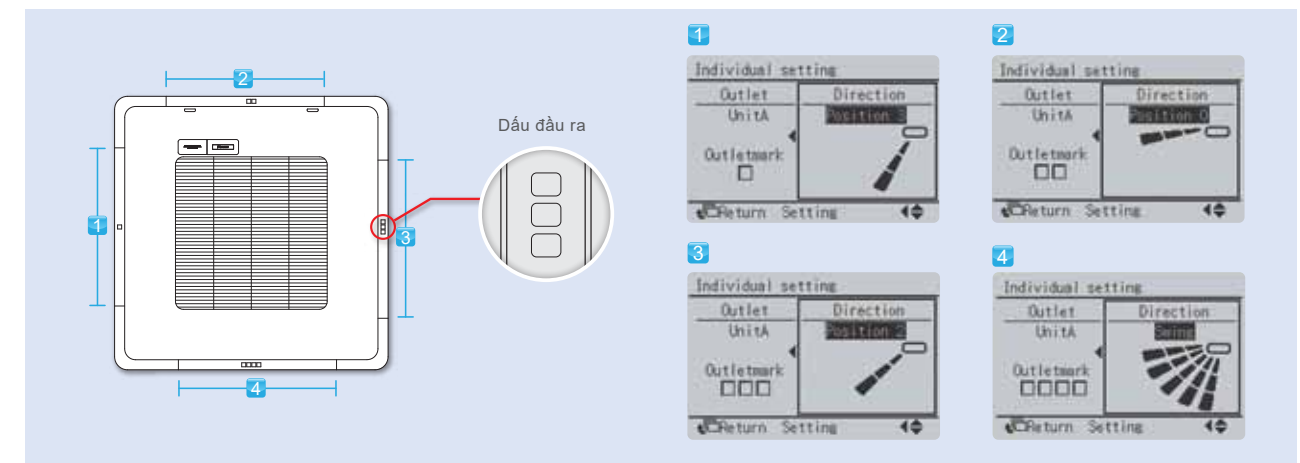 2
1
3
4
Dấu đầu ra
1
Individual setting
Outlet
Direction
UnitA
Position 3
Outletmark
Return Setting
2
Individual setting
Outlet
Direction
UnitA
Position 0
Outletmark
Return Setting
3
Individual setting
Outlet
Direction
UnitA
Position 2
Outletmark
Return Setting
4
Individual setting
Outlet
Direction
UnitA
Swing
Outletmark
Return Setting